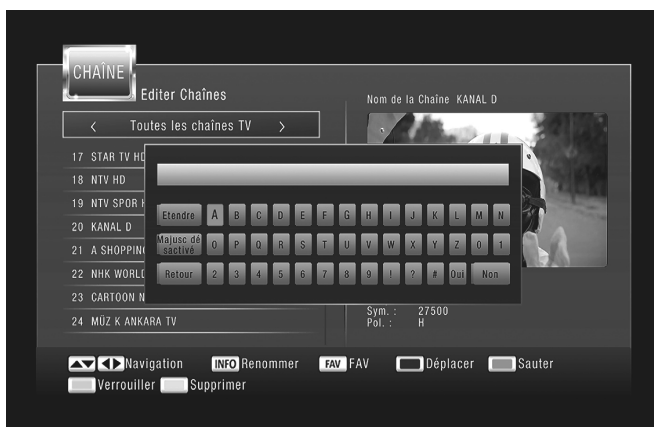 CHAÎNE
Editer Chaînes
Nom de la Chaîne KANAL D
< Toutes les chaînes TV >
17 STAR TV HD
18 NTV HD
19 NTV SPOR
20 KANAL D
21 A SHOPPIN
22 NHK WORL
23 CARTOON N
24 MÜZ K ANKARA TV
Etendre A B C D E F G H I J K L M N
Majusc dé
sactivé O P Q R S T U V W X Y Z 0 1
Retour 2 3 4 5 6 7 8 9 ! ? # Oui Non
Sym. : 27500
Pol. : H
Navigation INFO Renommer FAV FAV Déplacer Sauter
Verrouiller Supprimer